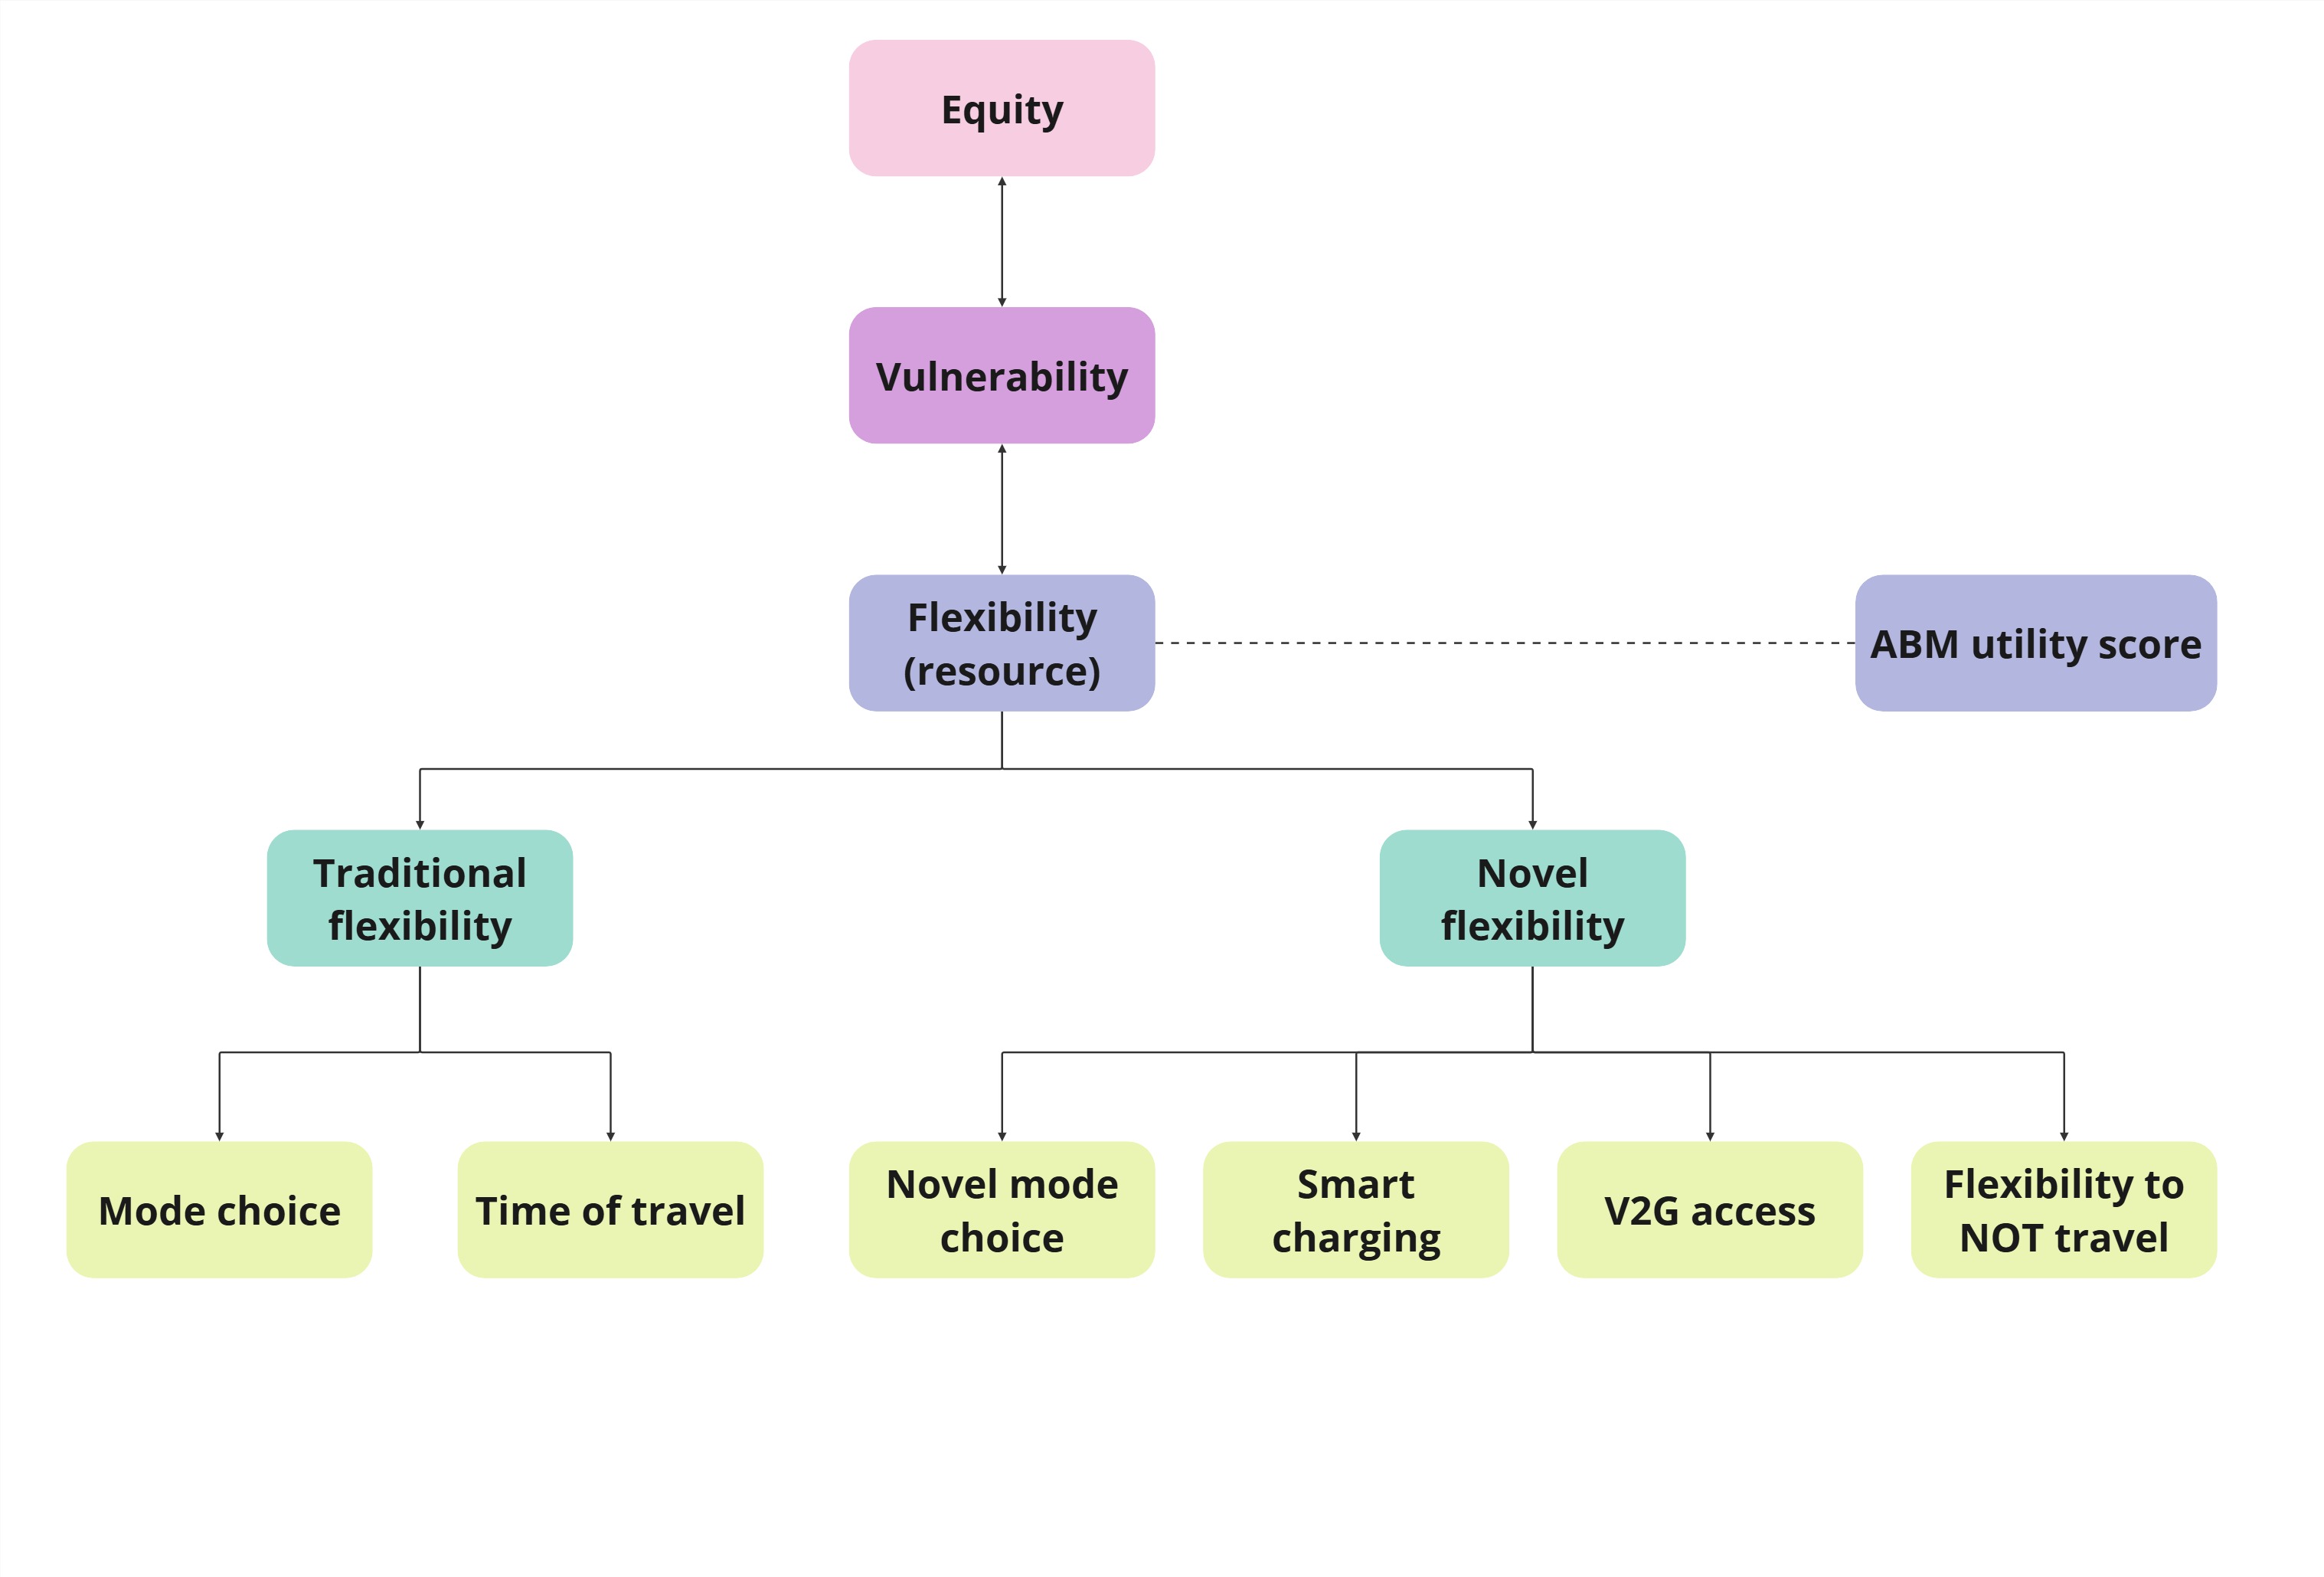 Equity
Vulnerability
Flexibility
(resource)
ABM utility score
Traditional
flexibility
Novel
flexibility
Mode choice
Time of travel
Novel mode
choice
Smart
charging
V2G access
Flexibility to
NOT travel